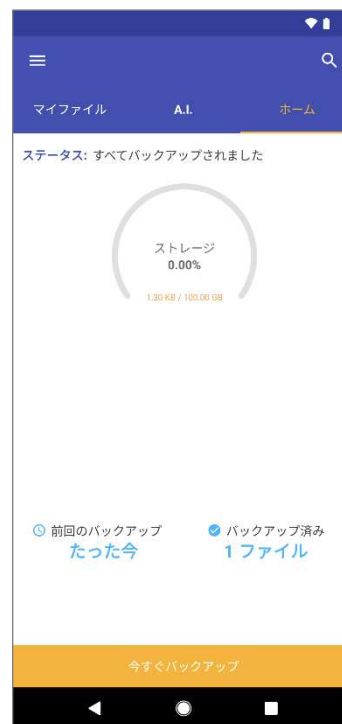 マイファイル A.I. ホーム
ステータス: すべてバックアップされました
ストレージ
0.00%
1.20 KB / 100.00 GB
前回のバックアップ バックアップ済み
たった今 1 ファイル
今すぐバックアップ